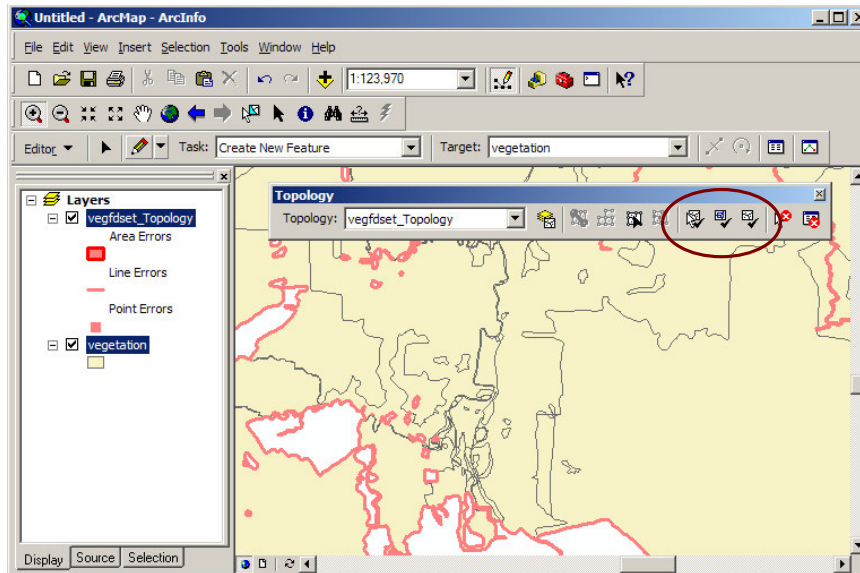 Untitled - ArcMap - ArcInfo
File Edit View Insert Selection Tools Window Help
1:123,970
Editor Task: Create New Feature Target: vegetation
Topology
Topology: vegfdset_Topology
Layers
vegfdset_Topology
Area Errors
Line Errors
Point Errors
vegetation
Display Source Selection